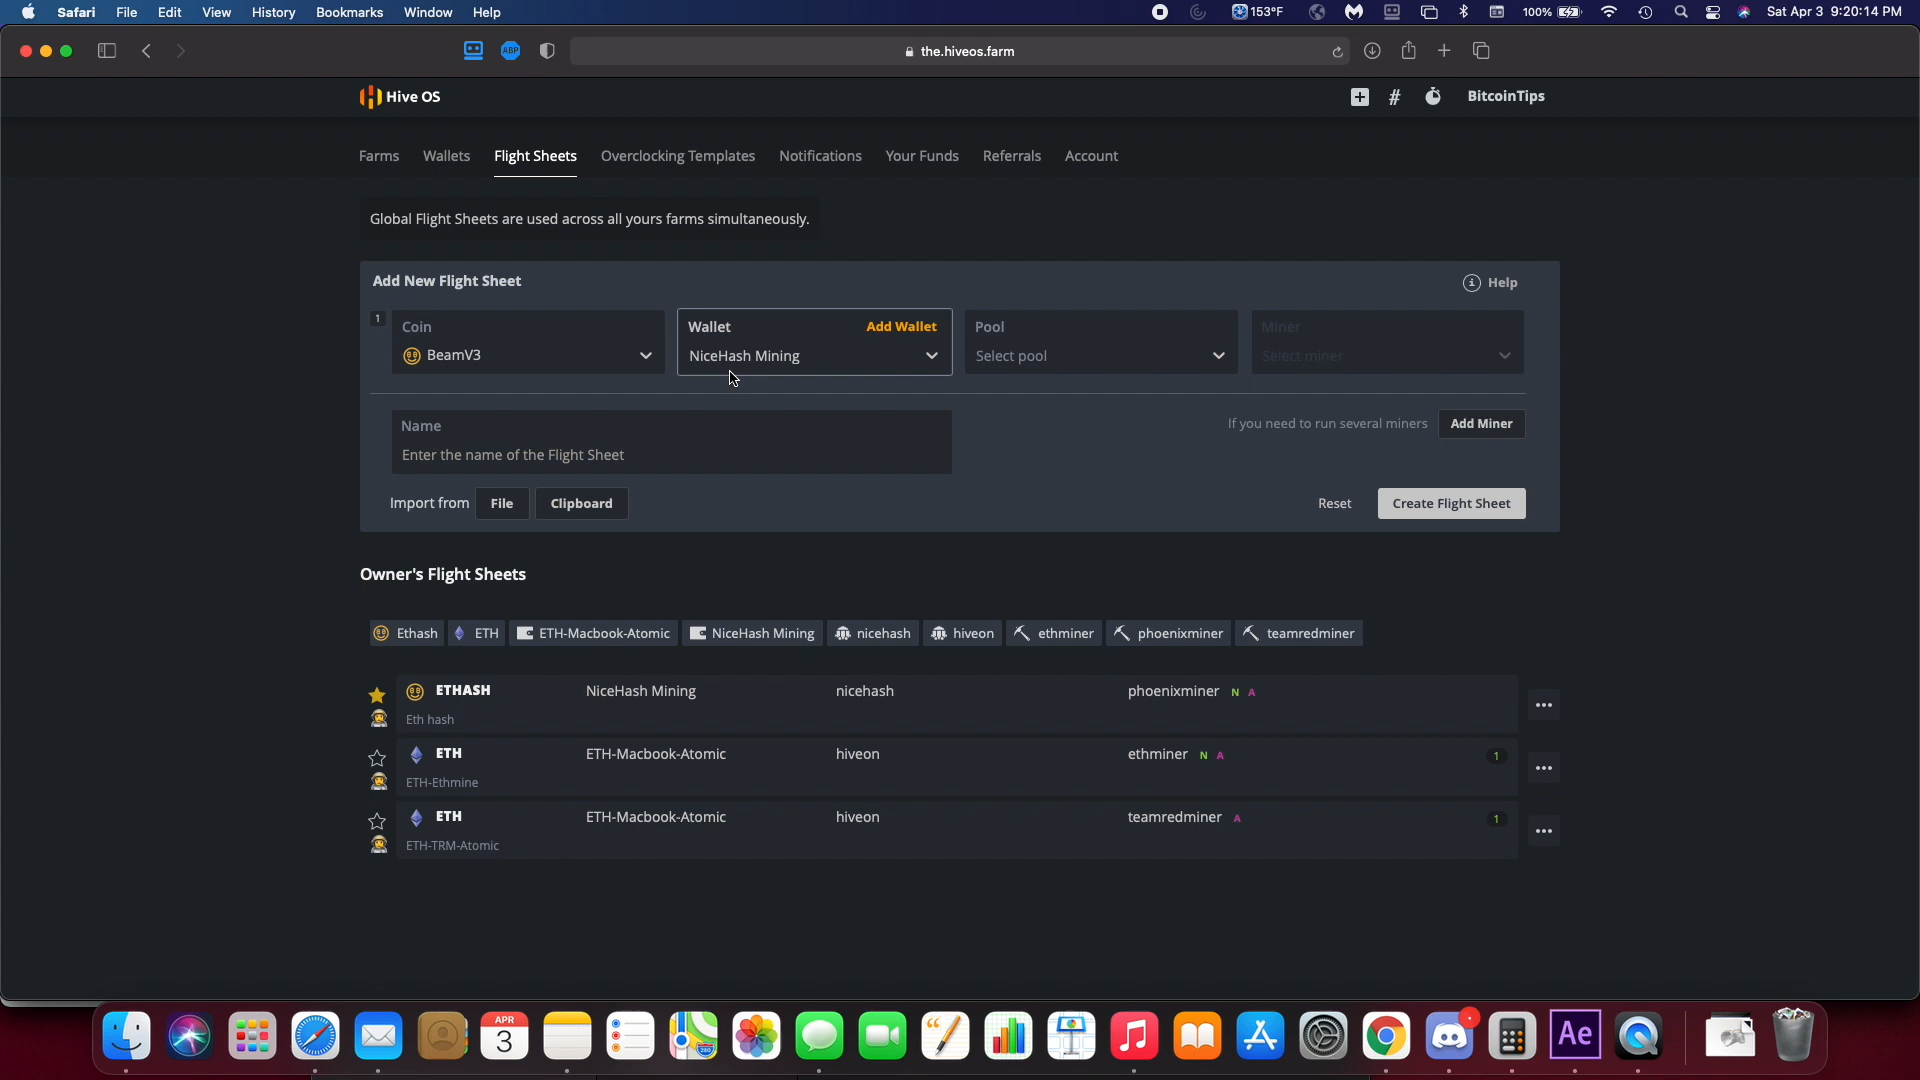 Safari File Edit View History Bookmarks Window Help 153°F 100% Sat Apr 3 9:20:14 PM
ABP the.hiveos.farm
Hive OS # BitcoinTips
Farms Wallets Flight Sheets Overclocking Templates Notifications Your Funds Referrals Account
Global Flight Sheets are used across all yours farms simultaneously.
Add New Flight Sheet Help
1 Coin Wallet Add Wallet Pool Miner
BeamV3 NiceHash Mining Select pool Select miner
Name If you need to run several miners Add Miner
Enter the name of the Flight Sheet
Import from File Clipboard Reset Create Flight Sheet
Owner's Flight Sheets
Ethash ETH ETH-Macbook-Atomic NiceHash Mining nicehash hiveon ethminer phoenixminer teamredminer
ETHASH NiceHash Mining nicehash phoenixminer N A
Eth hash
ETH ETH-Macbook-Atomic hiveon ethminer N A 1
ETH-Ethmine
ETH ETH-Macbook-Atomic hiveon teamredminer A 1
ETH-TRM-Atomic
APR
3
Ae